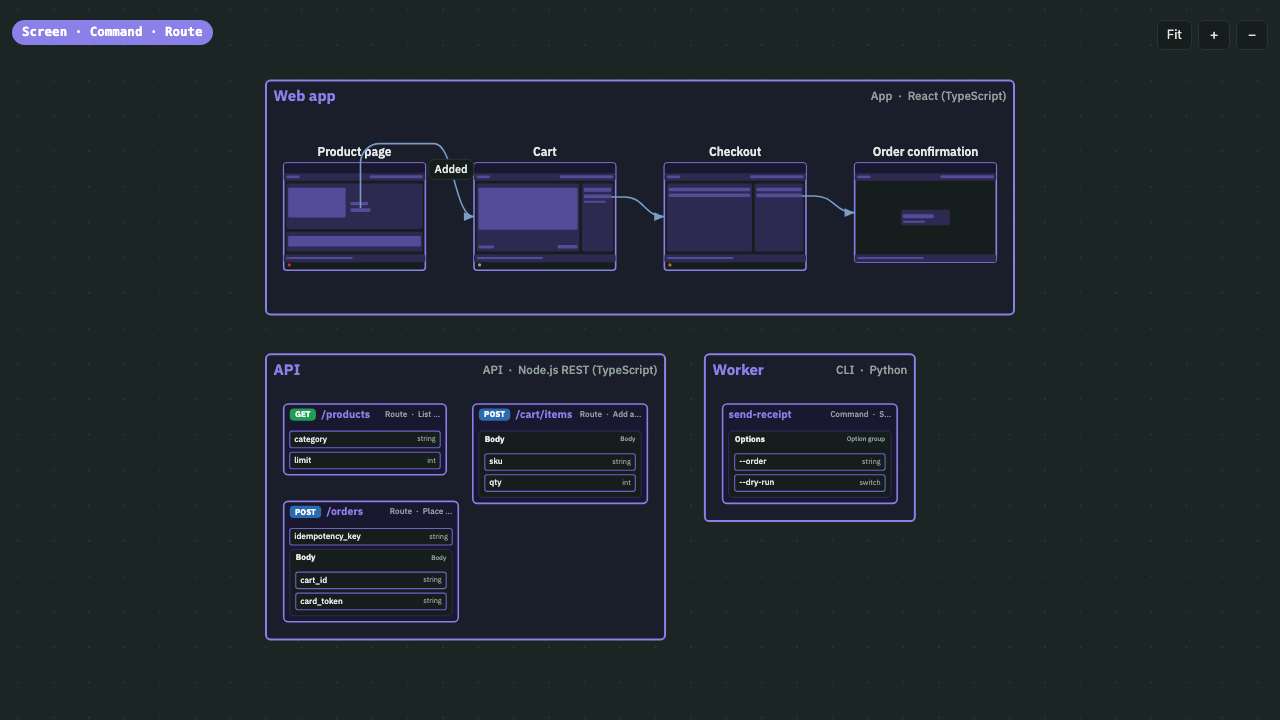 Screen · Command · Route
Fit
+
−
Web app
App · React (TypeScript)
Product page
Cart
Checkout
Order confirmation
Added
API
API · Node.js REST (TypeScript)
GET /products Route · List ...
category string
limit int
POST /cart/items Route · Add a...
Body Body
sku string
qty int
POST /orders Route · Place ...
idempotency_key string
Body Body
cart_id string
card_token string
Worker
CLI · Python
send-receipt Command · S...
Options Option group
--order string
--dry-run switch